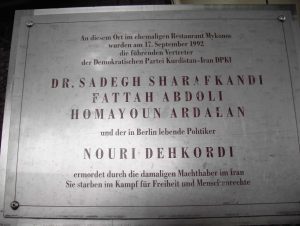 An diesem Ort im ehemaligen Restaurant Mykonos
wurden am 17. September 1992
die führenden Vertreter
der Demokratischen Partei Kurdistan-Iran DPKI
DR. SADEGH SHARAFKANDI
FATTAH ABDOLI
HOMAYOUN ARDALAN
und der in Berlin lebende Politiker
NOURI DEHKORDI
ermordet durch die damaligen Machthaber im Iran
Sie starben im Kampf für Freiheit und Menschenrechte